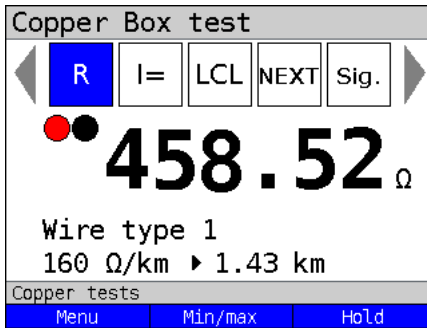 Copper Box test
R I= LCL NEXT Sig.
458.52 Ω
Wire type 1
160 Ω/km ▸ 1.43 km
Copper tests
Menu Min/max Hold